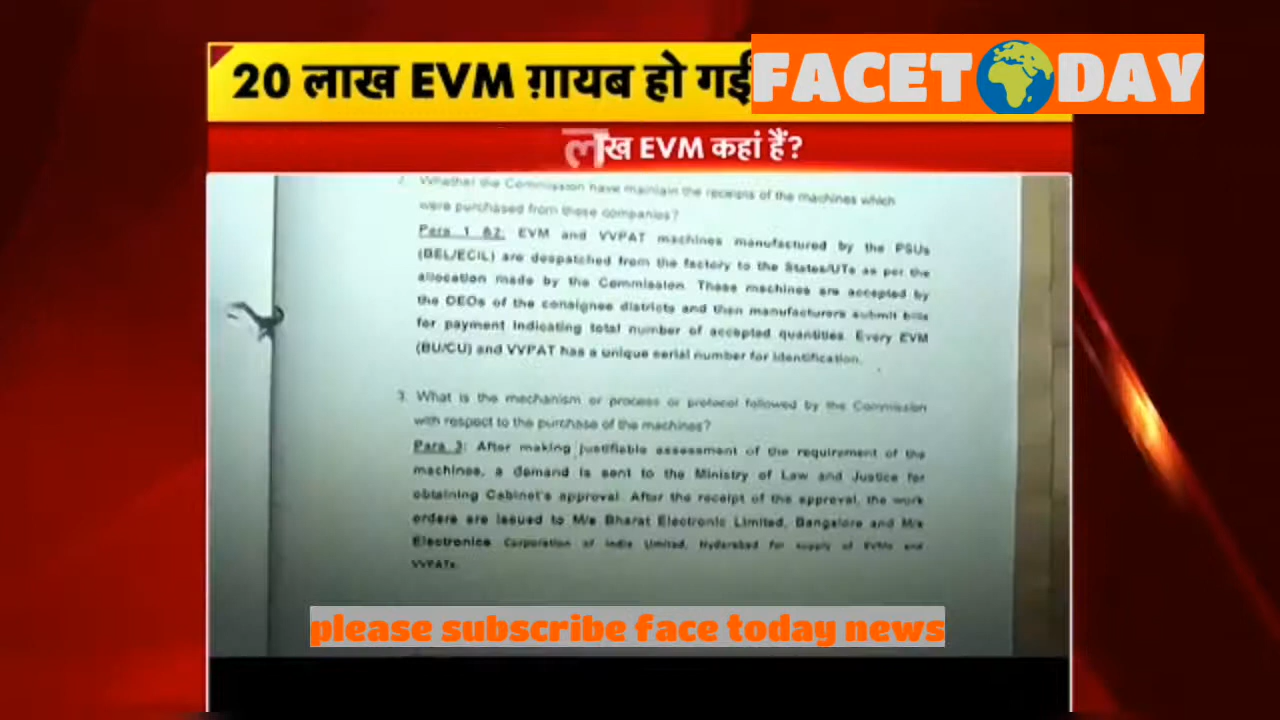 20 लाख EVM ग़ायब हो गईं
FACET DAY
लाख EVM कहां हैं?
Whether the Commission have maintain the receipts of the machines which
were purchased from these companies?
Para 1 &2: EVM and VVPAT machines manufactured by the PSUs
(BEL/ECIL) are despatched from the factory to the States/UTs as per the
allocation made by the Commission. These machines are accepted by
the DEOs of the consignee districts and then manufacturers submit bills
for payment indicating total number of accepted quantities. Every EVM
(BU/CU) and VVPAT has a unique serial number for identification.
3. What is the mechanism or process or protocol followed by the Commission
with respect to the purchase of the machines?
Para 3: After making justifiable assessment of the requirement of the
machines, a demand is sent to the Ministry of Law and Justice for
obtaining Cabinet's approval. After the receipt of the approval, the work
orders are issued to M/s Bharat Electronic Limited, Bangalore and M/s
Electronics Corporation of India Limited, Hyderabad for supply of EVMs and
VVPATs.
please subscribe face today news